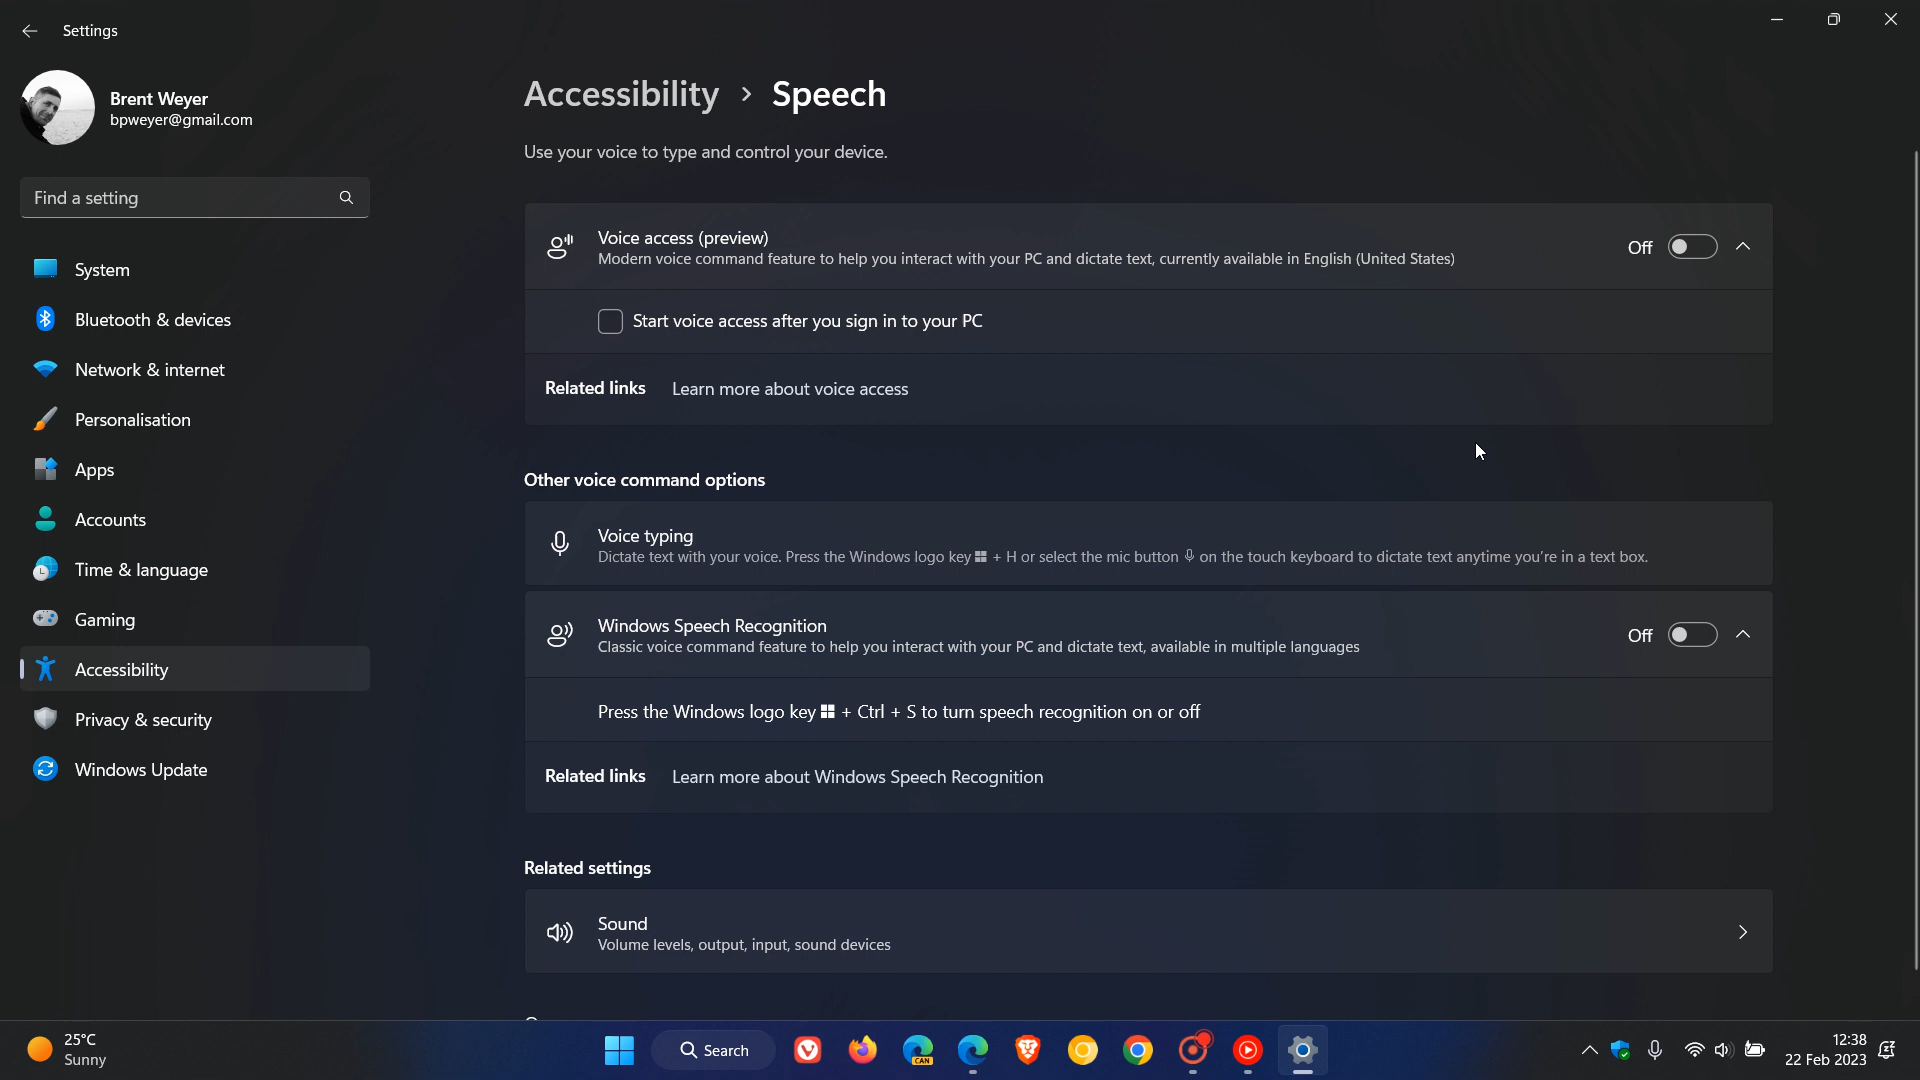 Settings
Brent Weyer
bpweyer@gmail.com
Find a setting
System
Bluetooth & devices
Network & internet
Personalisation
Apps
Accounts
Time & language
Gaming
Accessibility
Privacy & security
Windows Update
Accessibility > Speech
Use your voice to type and control your device.
Voice access (preview)
Modern voice command feature to help you interact with your PC and dictate text, currently available in English (United States)
Off
Start voice access after you sign in to your PC
Related links Learn more about voice access
Other voice command options
Voice typing
Dictate text with your voice. Press the Windows logo key + H or select the mic button on the touch keyboard to dictate text anytime you're in a text box.
Windows Speech Recognition
Classic voice command feature to help you interact with your PC and dictate text, available in multiple languages
Off
Press the Windows logo key + Ctrl + S to turn speech recognition on or off
Related links Learn more about Windows Speech Recognition
Related settings
Sound
Volume levels, output, input, sound devices
25°C
Sunny
Search
CAN
12:38
22 Feb 2023